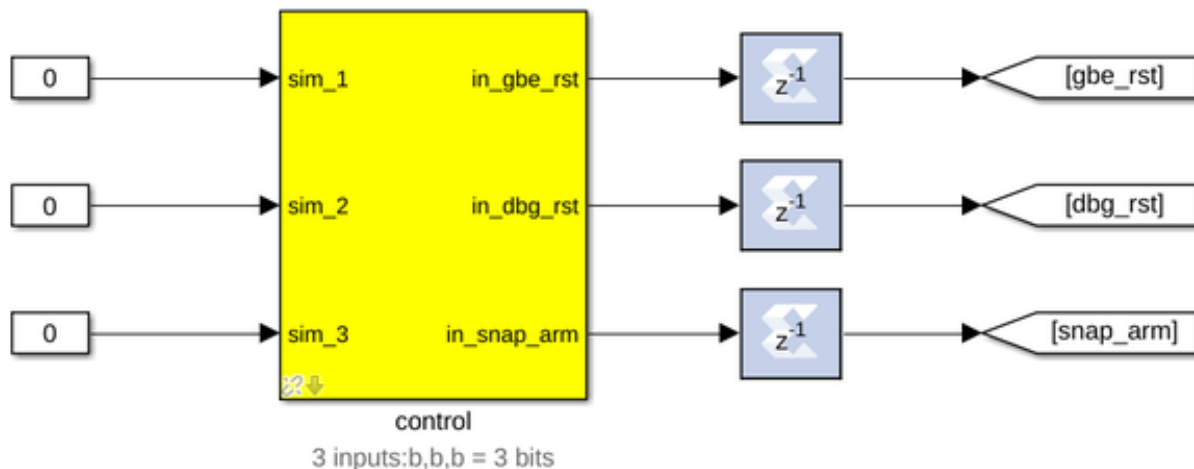 0 sim_1 in_gbe_rst z-1 [gbe_rst]
0 sim_2 in_dbg_rst z-1 [dbg_rst]
0 sim_3 in_snap_arm z-1 [snap_arm]
control
3 inputs:b,b,b = 3 bits